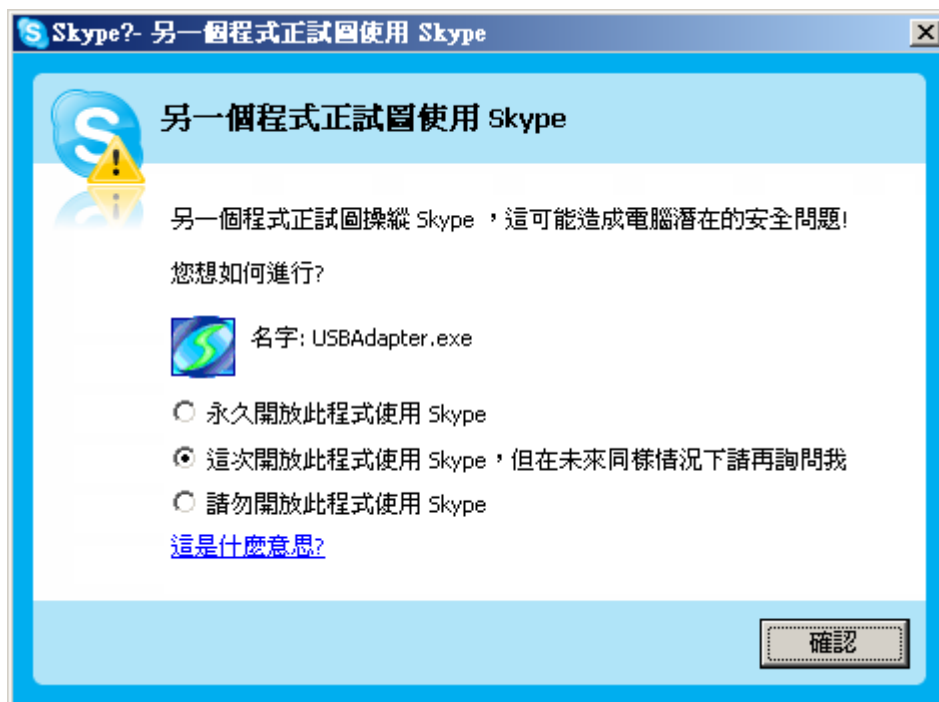 Skype?- 另一個程式正試圖使用 Skype
另一個程式正試圖使用 Skype
另一個程式正試圖操縱 Skype ，這可能造成電腦潛在的安全問題!
您想如何進行?
名字: USBAdapter.exe
永久開放此程式使用 Skype
這次開放此程式使用 Skype，但在未來同樣情況下請再詢問我
請勿開放此程式使用 Skype
這是什麼意思?
確認